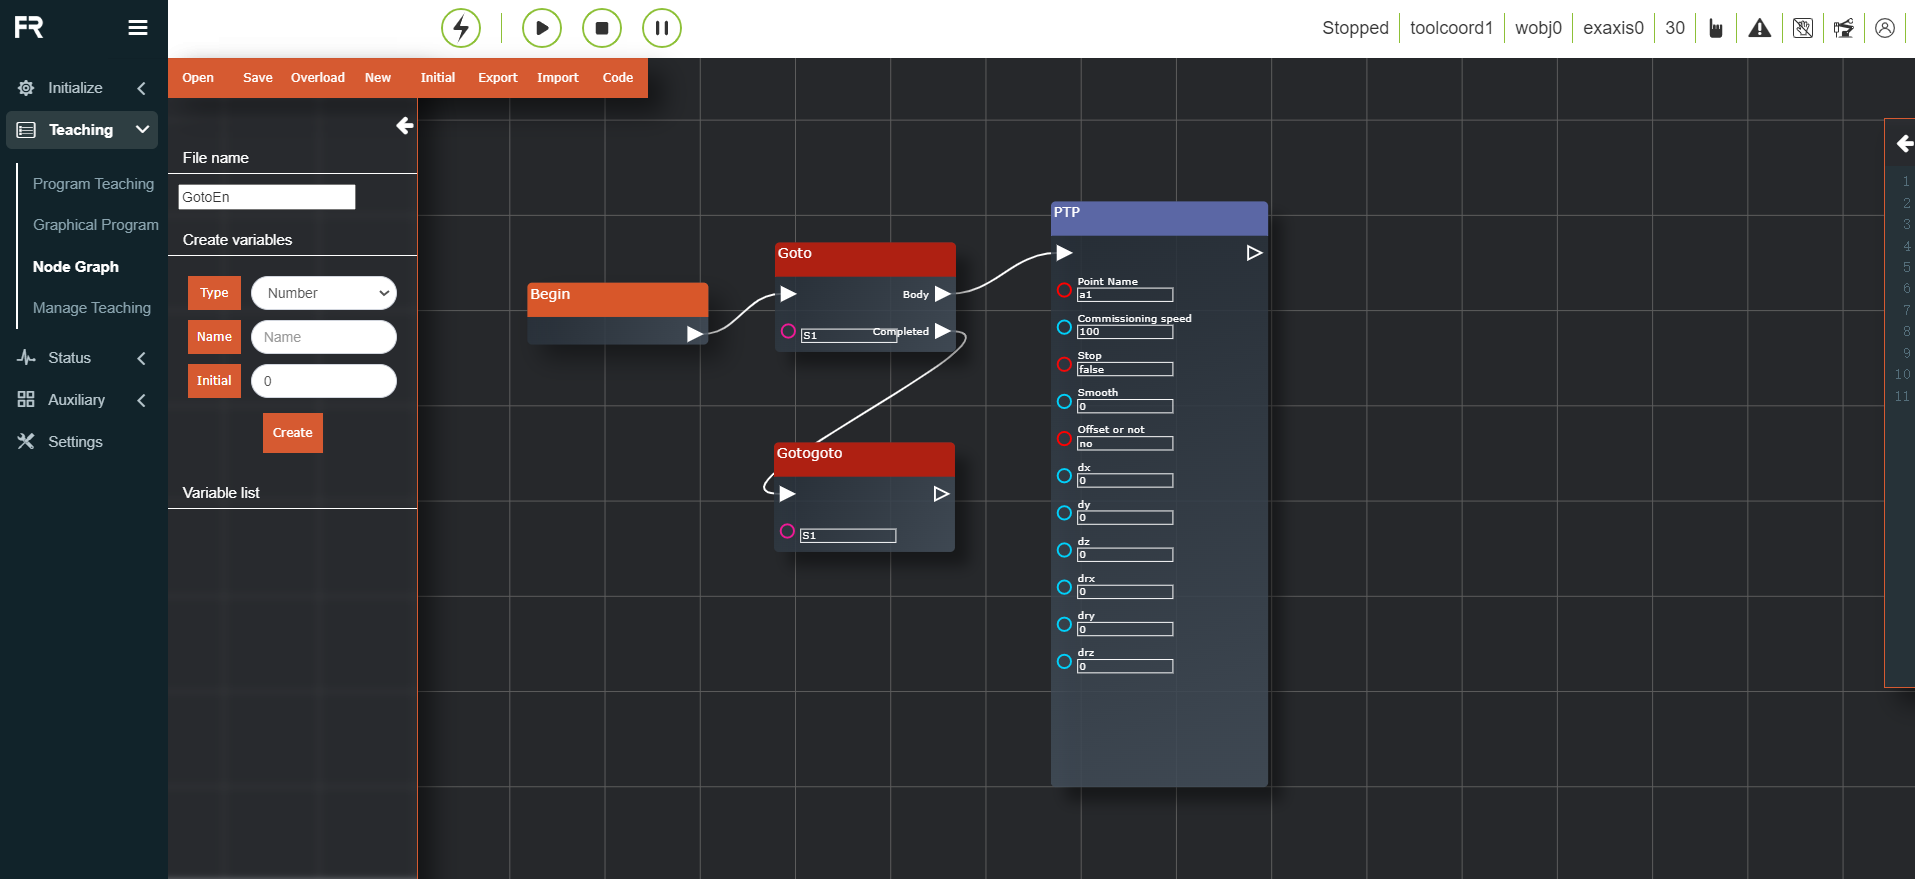 FR
Stopped
toolcoord1
wobj0
exaxis0
30
Open
Save
Overload
New
Initial
Export
Import
Code
Initialize
Teaching
Program Teaching
Graphical Program
Node Graph
Manage Teaching
Status
Auxiliary
Settings
File name
GotoEn
Create variables
Type
Number
Name
Name
Initial
0
Create
Variable list
Begin
Goto
Body
Completed
S1
Gotogoto
S1
PTP
Point Name
a1
Commissioning speed
100
Stop
false
Smooth
0
Offset or not
no
dx
0
dy
0
dz
0
drx
0
dry
0
drz
0
1
2
3
4
5
6
7
8
9
10
11